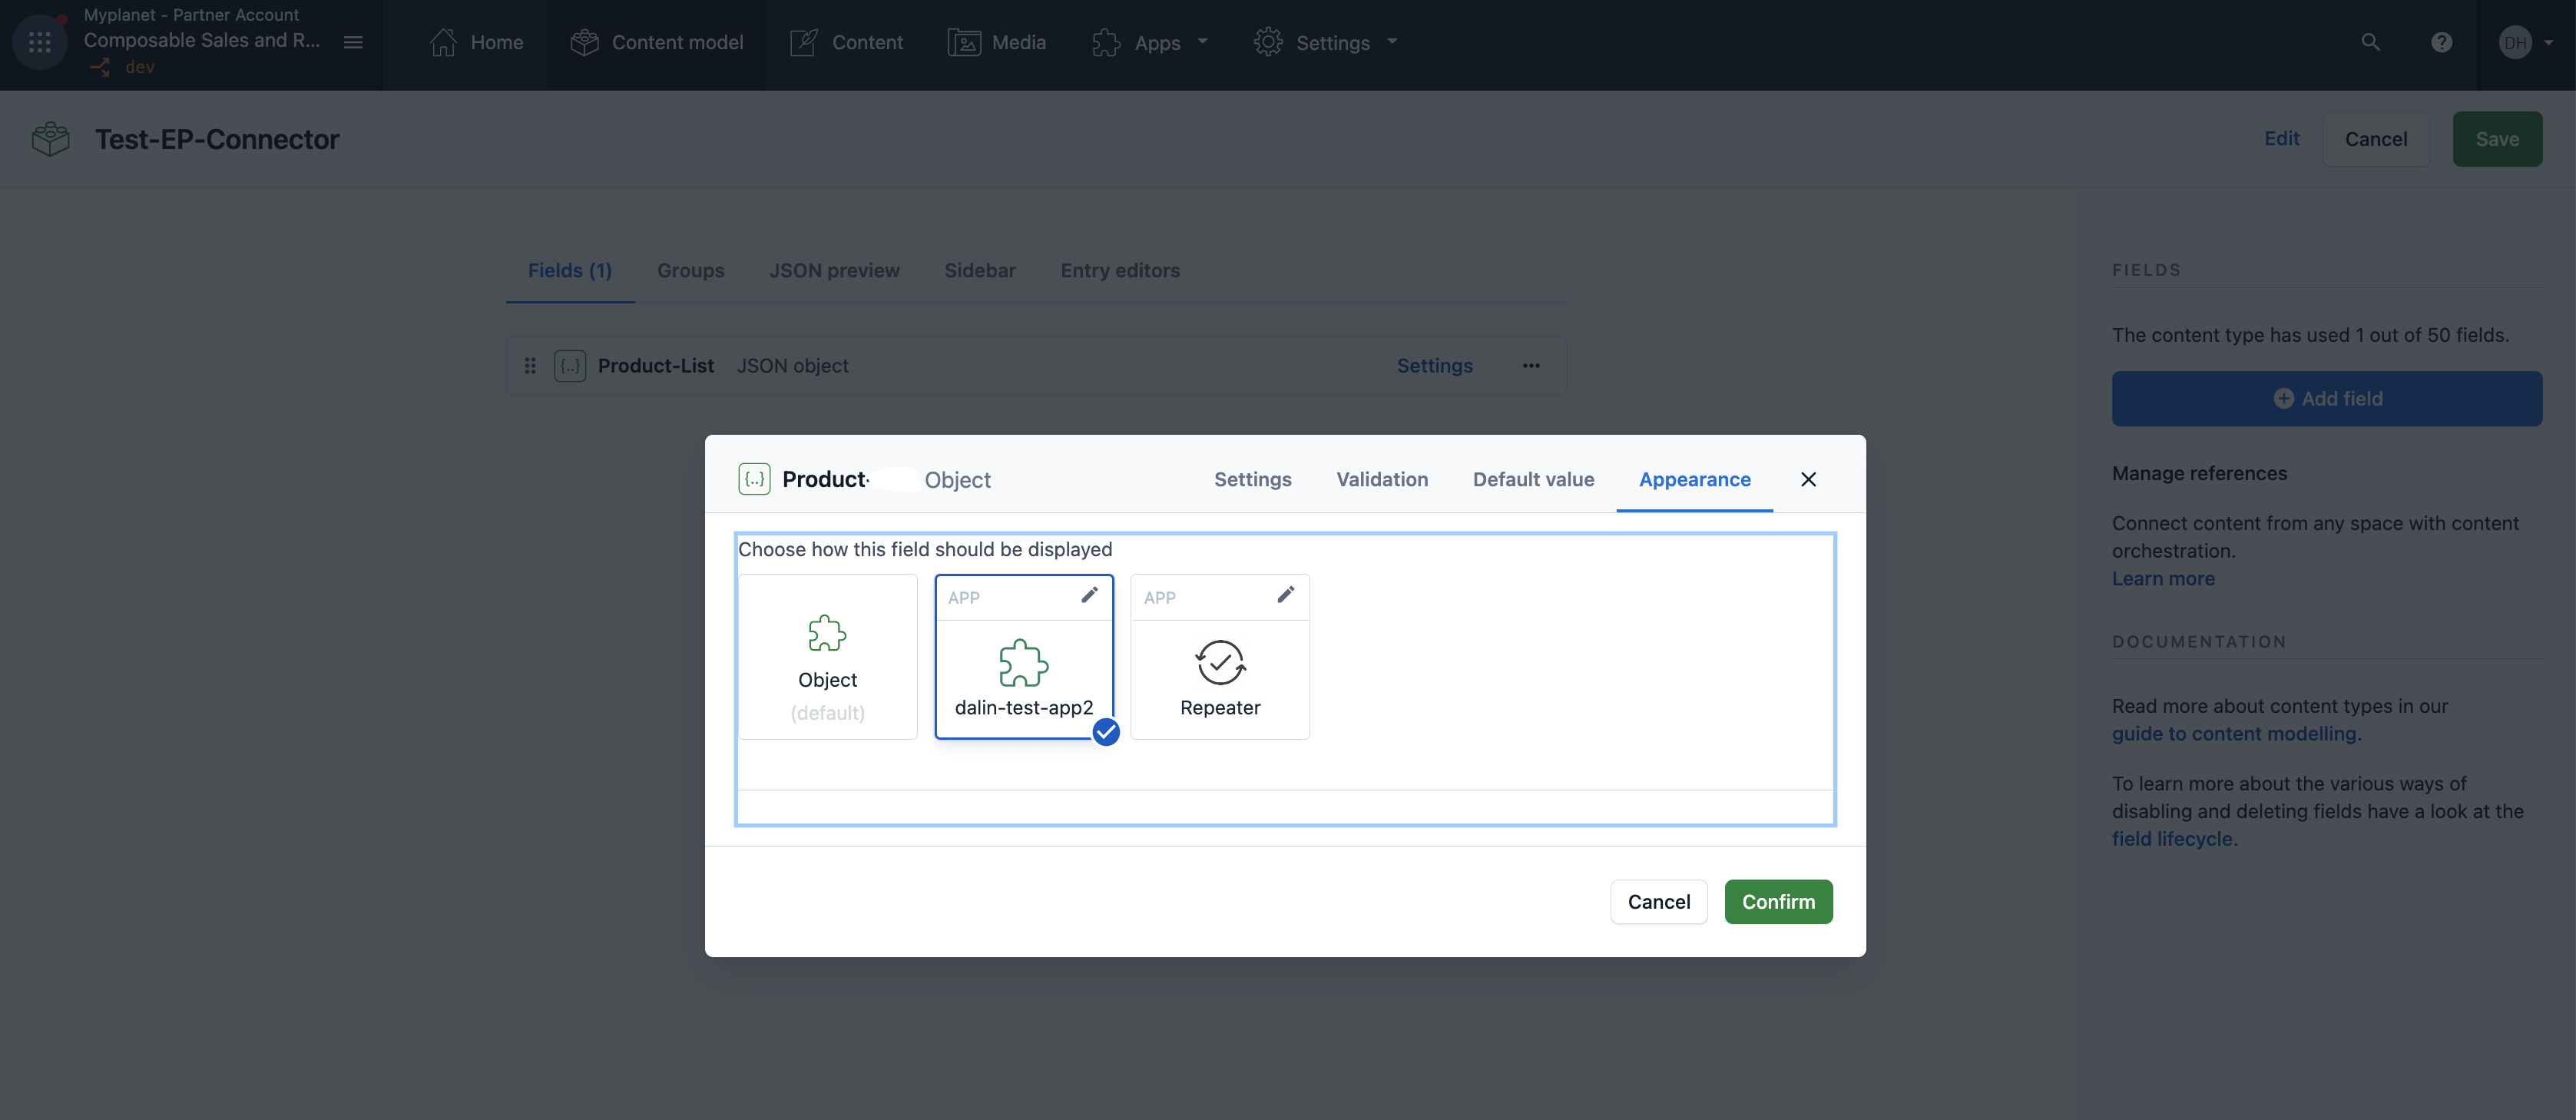 Myplanet - Partner Account
Composable Sales and R...
dev
Home
Content model
Content
Media
Apps
Settings
?
DH
Test-EP-Connector
Edit
Cancel
Save
Fields (1)
Groups
JSON preview
Sidebar
Entry editors
{..} Product-List JSON object
Settings
...
FIELDS
The content type has used 1 out of 50 fields.
Add field
Manage references
Connect content from any space with content
orchestration.
Learn more
DOCUMENTATION
Read more about content types in our
guide to content modelling.
To learn more about the various ways of
disabling and deleting fields have a look at the
field lifecycle.
{..} Product- Object
Settings
Validation
Default value
Appearance
Choose how this field should be displayed
Object
(default)
APP
dalin-test-app2
APP
Repeater
Cancel
Confirm